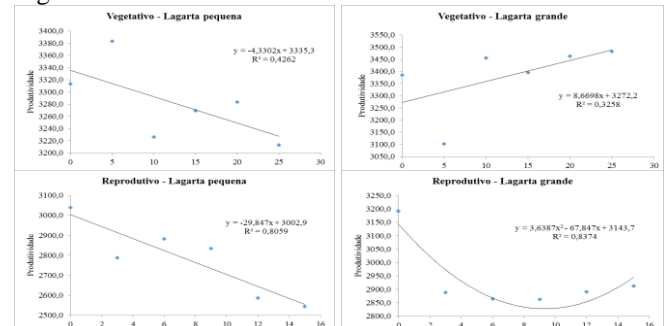 Vegetativo - Lagarta pequena
3400,0
3380,0
3360,0
3340,0
3320,0
3300,0
3280,0
3260,0
3240,0
3220,0
3200,0
Produtividade
y = -4,3302x + 3335,3
R² = 0,4262
0 5 10 15 20 25 30
Vegetativo - Lagarta grande
3550,0
3500,0
3450,0
3400,0
3350,0
3300,0
3250,0
3200,0
3150,0
3100,0
3050,0
Produtividade
y = 8,6698x + 3272,2
R² = 0,3258
0 5 10 15 20 25 30
Reprodutivo - Lagarta pequena
3100,0
3000,0
2900,0
2800,0
2700,0
2600,0
2500,0
Produtividade
y = -29,847x + 3002,9
R² = 0,8059
0 2 4 6 8 10 12 14 16
Reprodutivo - Lagarta grande
3250,0
3200,0
3150,0
3100,0
3050,0
3000,0
2950,0
2900,0
2850,0
2800,0
Produtividade
y = 3,6387x² - 67,847x + 3143,7
R² = 0,8374
0 2 4 6 8 10 12 14 16